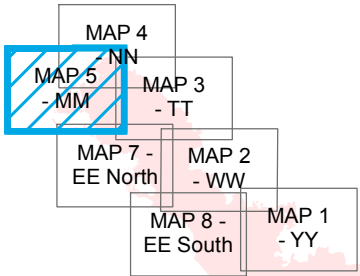 MAP 4
- NN
MAP 5
- MM
MAP 3
- TT
MAP 7 -
EE North
MAP 2
- WW
MAP 8 -
EE South
MAP 1
- YY